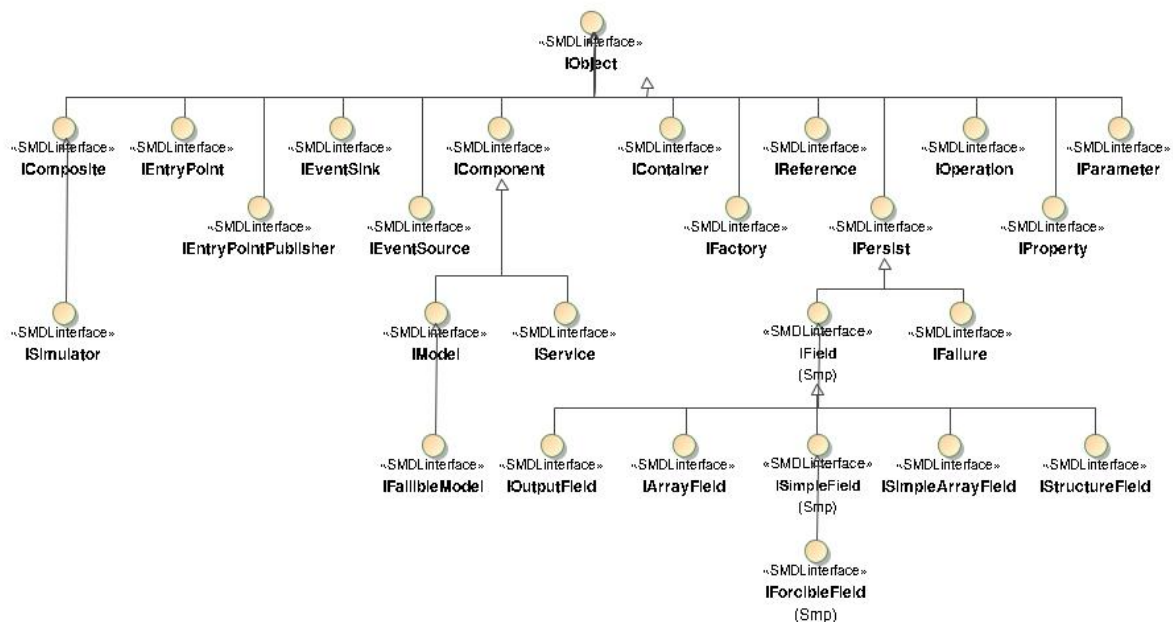 «SMDLinterface»
IObject
«SMDLinterface» «SMDLinterface» «SMDLinterface» «SMDLinterface» «SMDLinterface» «SMDLinterface» «SMDLinterface» «SMDLinterface»
IComposite IEntryPoint IEventSink IComponent IContainer IReference IOperation IParameter
«SMDLinterface» «SMDLinterface» «SMDLinterface» «SMDLinterface» «SMDLinterface»
IEntryPointPublisher IEventSource IFactory IPersist IProperty
«SMDLinterface» «SMDLinterface» «SMDLinterface» «SMDLinterface» «SMDLinterface»
ISimulator IModel IService IField IFailure
(Smp)
«SMDLinterface» «SMDLinterface» «SMDLinterface» «SMDLinterface» «SMDLinterface» «SMDLinterface»
IFallibleModel IOutputField IArrayField ISimpleField ISimpleArrayField IStructureField
(Smp)
«SMDLinterface»
IForcibleField
(Smp)